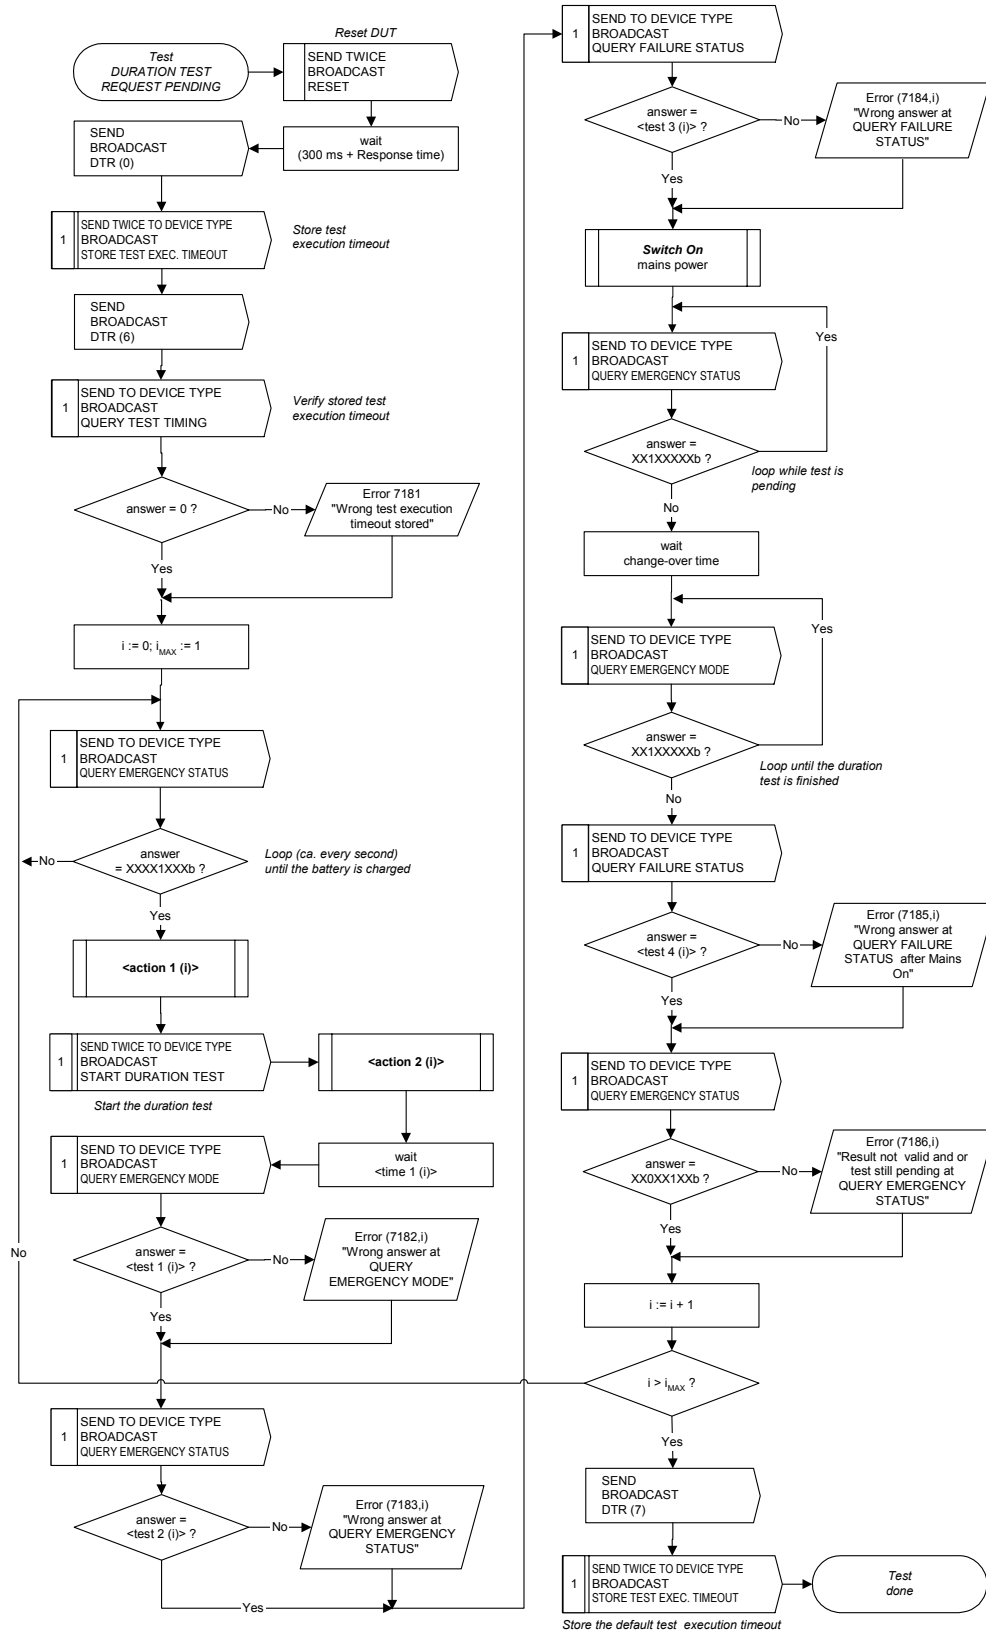 Test
DURATION TEST
REQUEST PENDING
Reset DUT
SEND TWICE
BROADCAST
RESET
wait
(300 ms + Response time)
SEND
BROADCAST
DTR (0)
1
SEND TWICE TO DEVICE TYPE
BROADCAST
STORE TEST EXEC. TIMEOUT
Store test
execution timeout
SEND
BROADCAST
DTR (6)
1
SEND TO DEVICE TYPE
BROADCAST
QUERY TEST TIMING
Verify stored test
execution timeout
answer = 0 ?
No
Error 7181
"Wrong test execution
timeout stored"
Yes
i := 0; iMAX := 1
1
SEND TO DEVICE TYPE
BROADCAST
QUERY EMERGENCY STATUS
answer
= XXXX1XXXb ?
No
Loop (ca. every second)
until the battery is charged
Yes
<action 1 (i)>
1
SEND TWICE TO DEVICE TYPE
BROADCAST
START DURATION TEST
Start the duration test
<action 2 (i)>
wait
<time 1 (i)>
1
SEND TO DEVICE TYPE
BROADCAST
QUERY EMERGENCY MODE
No
answer =
<test 1 (i)> ?
No
Error (7182,i)
"Wrong answer at
QUERY
EMERGENCY MODE"
Yes
1
SEND TO DEVICE TYPE
BROADCAST
QUERY EMERGENCY STATUS
answer =
<test 2 (i)> ?
No
Error (7183,i)
"Wrong answer at
QUERY EMERGENCY
STATUS"
Yes
1
SEND TO DEVICE TYPE
BROADCAST
QUERY FAILURE STATUS
answer =
<test 3 (i)> ?
No
Error (7184,i)
"Wrong answer at
QUERY FAILURE
STATUS"
Yes
Switch On
mains power
Yes
1
SEND TO DEVICE TYPE
BROADCAST
QUERY EMERGENCY STATUS
answer =
XX1XXXXXb ?
loop while test is
pending
No
wait
change-over time
Yes
1
SEND TO DEVICE TYPE
BROADCAST
QUERY EMERGENCY MODE
answer =
XX1XXXXXb ?
Loop until the duration
test is finished
No
1
SEND TO DEVICE TYPE
BROADCAST
QUERY FAILURE STATUS
answer =
<test 4 (i)> ?
No
Error (7185,i)
"Wrong answer at
QUERY FAILURE
STATUS after Mains
On"
Yes
1
SEND TO DEVICE TYPE
BROADCAST
QUERY EMERGENCY STATUS
answer =
XX0XX1XXb ?
No
Error (7186,i)
"Result not valid and or
test still pending at
QUERY EMERGENCY
STATUS"
Yes
i := i + 1
i > iMAX ?
Yes
SEND
BROADCAST
DTR (7)
1
SEND TWICE TO DEVICE TYPE
BROADCAST
STORE TEST EXEC. TIMEOUT
Store the default test execution timeout
Test
done